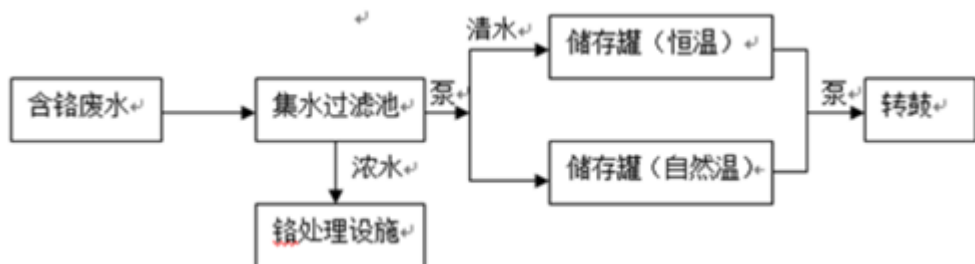 清水
储存罐（恒温）
含铬废水
集水过滤池
泵
泵
转鼓
浓水
储存罐（自然温）
铬处理设施